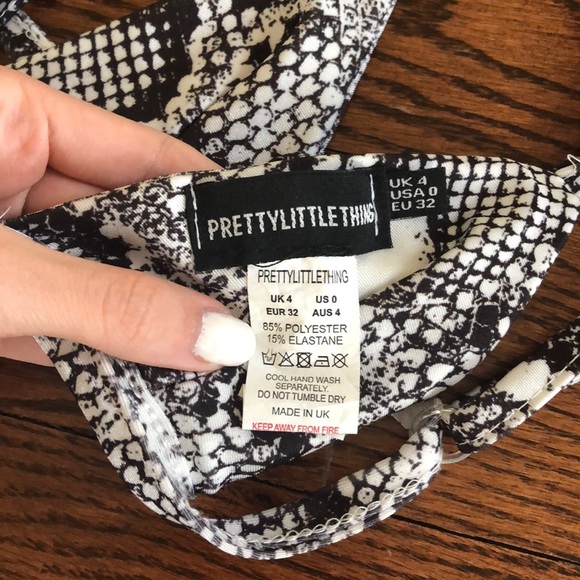 PRETTYLITTLETHING
UK 4
USA 0
EU 32
PRETTYLITTLETHING
UK 4 US 0
EUR 32 AUS 4
85% POLYESTER
15% ELASTANE
COOL HAND WASH
SEPARATELY.
DO NOT TUMBLE DRY
MADE IN UK
KEEP AWAY FROM FIRE